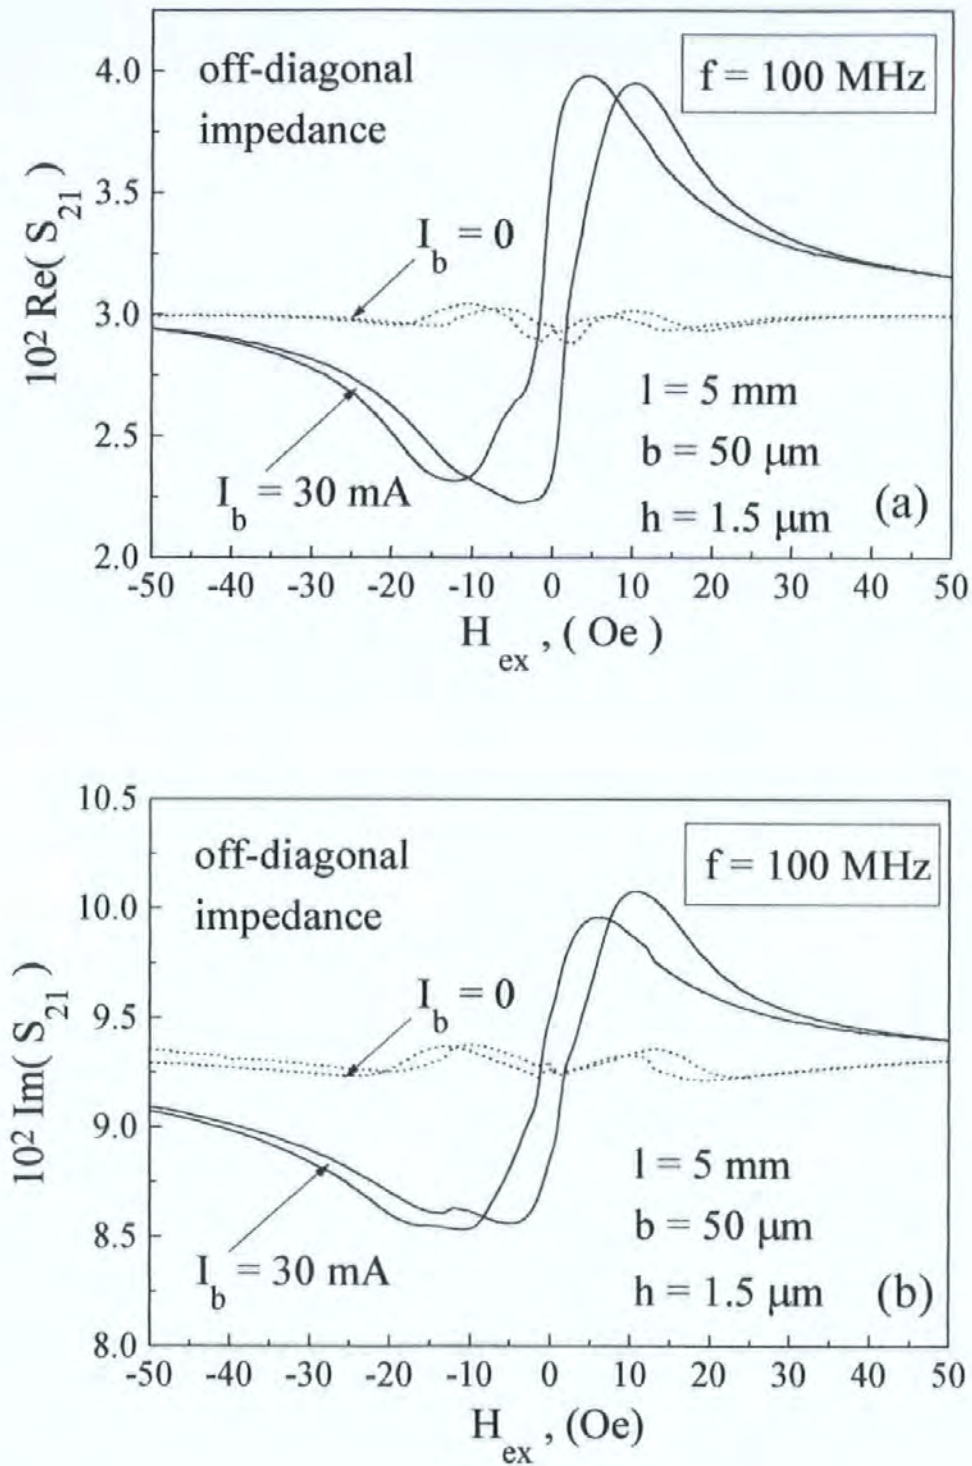 off-diagonal
impedance
f = 100 MHz
I_b = 0
I_b = 30 mA
l = 5 mm
b = 50 μm
h = 1.5 μm
(a)
10² Re( S₂₁ )
4.0
3.5
3.0
2.5
2.0
-50 -40 -30 -20 -10 0 10 20 30 40 50
H_ex , ( Oe )
off-diagonal
impedance
f = 100 MHz
I_b = 0
I_b = 30 mA
l = 5 mm
b = 50 μm
h = 1.5 μm
(b)
10² Im( S₂₁ )
10.5
10.0
9.5
9.0
8.5
8.0
-50 -40 -30 -20 -10 0 10 20 30 40 50
H_ex , (Oe)